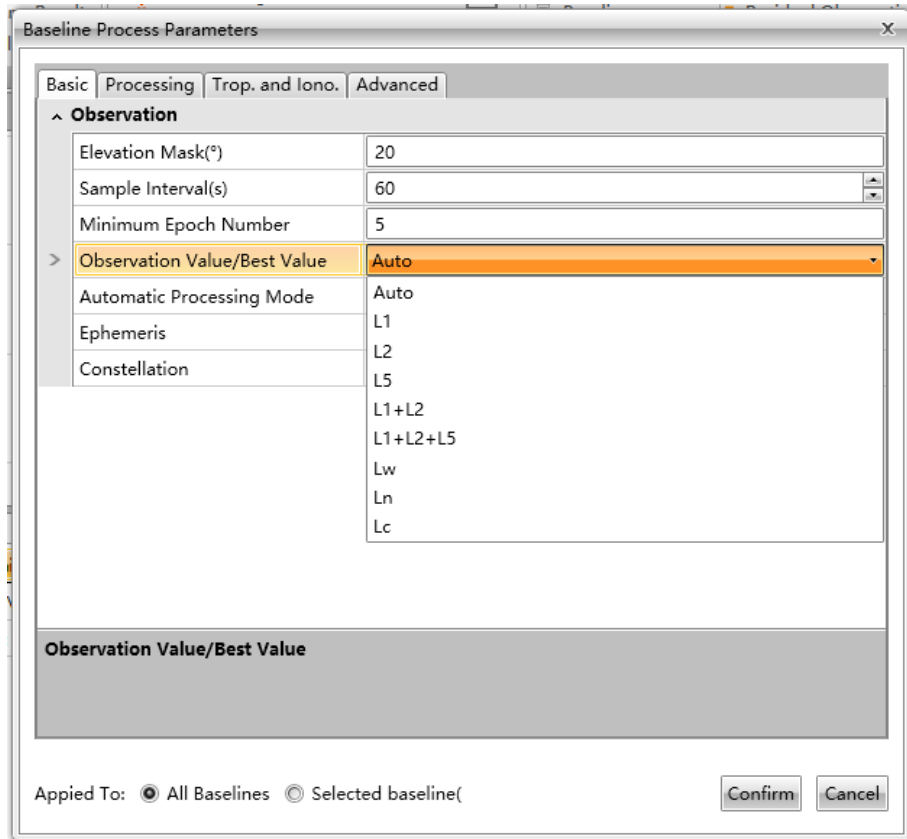 Baseline Process Parameters
x
Basic Processing Trop. and Iono. Advanced
Observation
Elevation Mask(°) 20
Sample Interval(s) 60
Minimum Epoch Number 5
Observation Value/Best Value Auto
Automatic Processing Mode
Ephemeris
Constellation
Auto
L1
L2
L5
L1+L2
L1+L2+L5
Lw
Ln
Lc
Observation Value/Best Value
Appied To: All Baselines Selected baseline(
Confirm Cancel